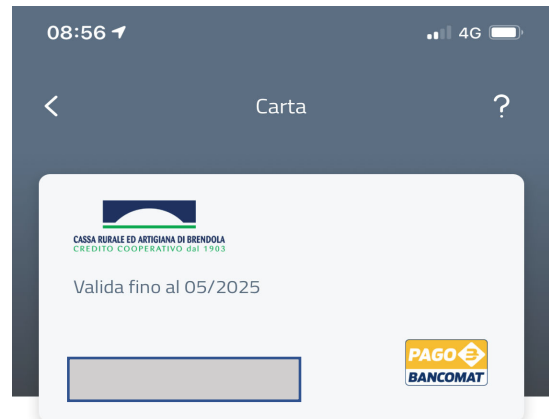 08:56
4G
Carta
?
CASSA RURALE ED ARTIGIANA DI BRENDOLA
CREDITO COOPERATIVO dal 1903
Valida fino al 05/2025
PAGO
BANCOMAT